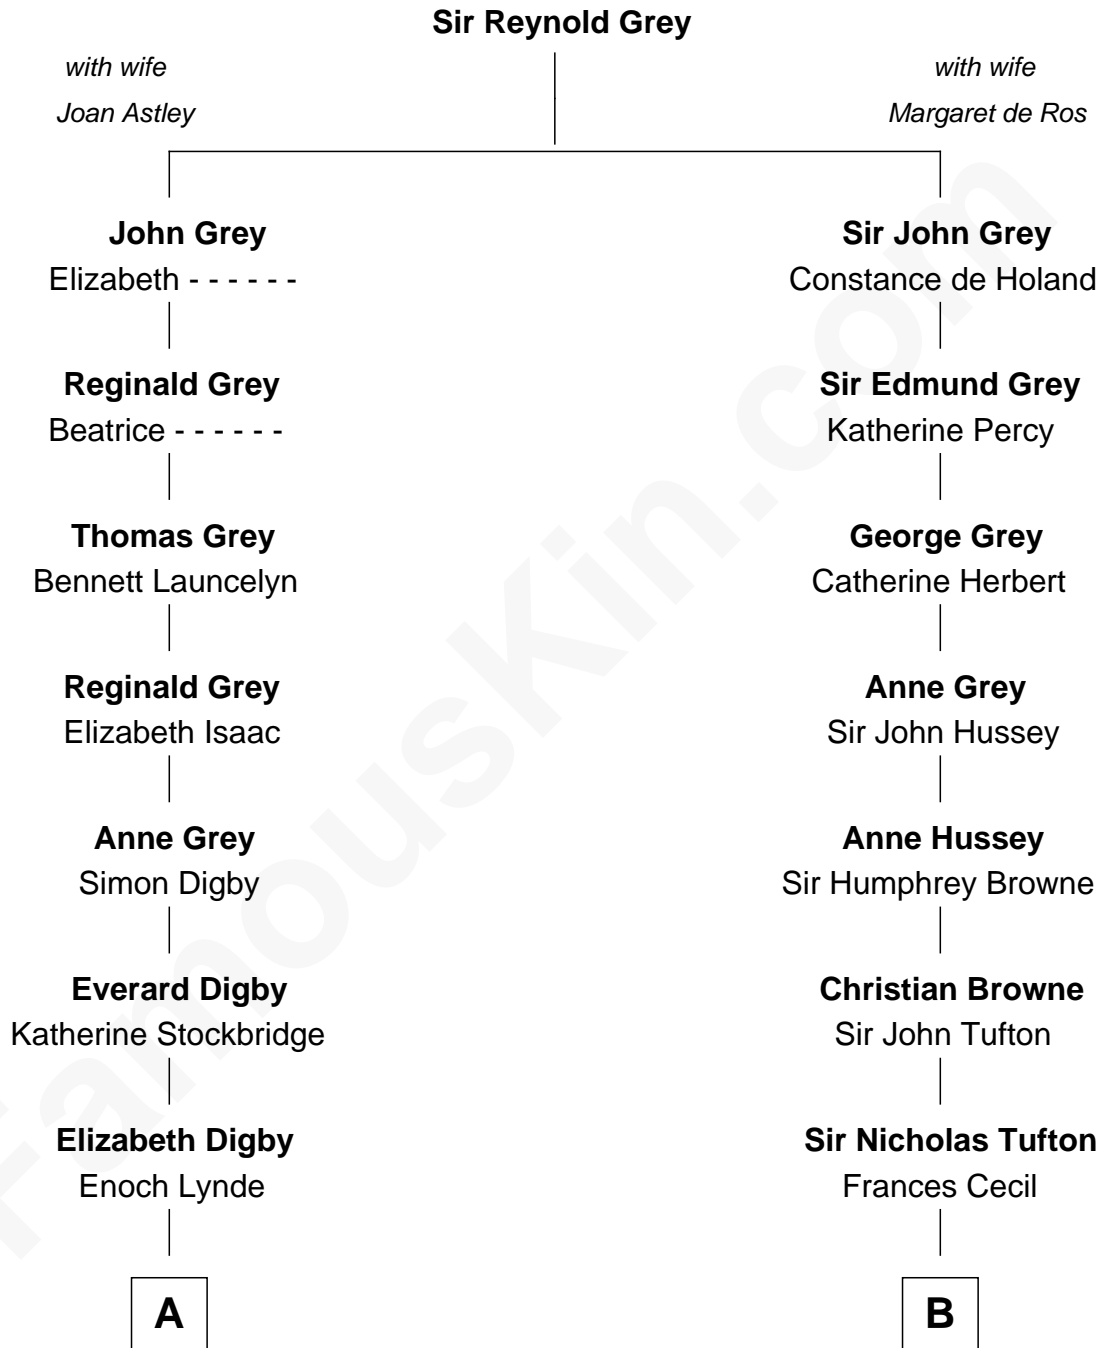 Sir Reynold Grey
with wife
Joan Astley
with wife
Margaret de Ros
John Grey
Elizabeth - - - - - -
Sir John Grey
Constance de Holand
Reginald Grey
Beatrice - - - - - -
Sir Edmund Grey
Katherine Percy
Thomas Grey
Bennett Launcelyn
George Grey
Catherine Herbert
Reginald Grey
Elizabeth Isaac
Anne Grey
Sir John Hussey
Anne Grey
Simon Digby
Anne Hussey
Sir Humphrey Browne
Everard Digby
Katherine Stockbridge
Christian Browne
Sir John Tufton
Elizabeth Digby
Enoch Lynde
Sir Nicholas Tufton
Frances Cecil
A
B
FamousKin.com